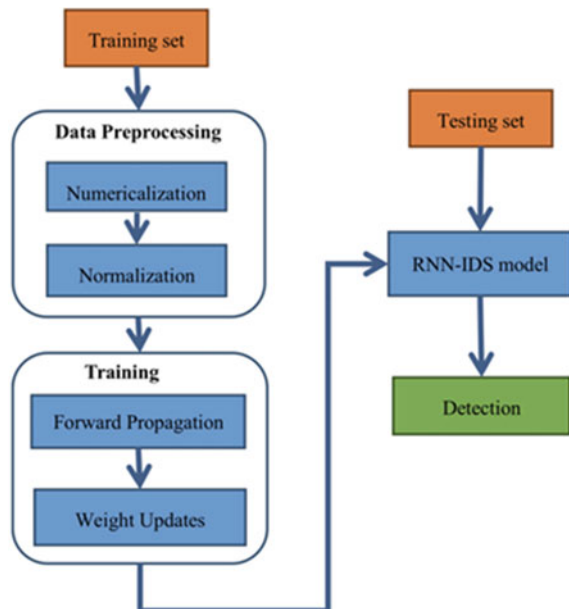 Training set
Data Preprocessing
Numericalization
Normalization
Training
Forward Propagation
Weight Updates
Testing set
RNN-IDS model
Detection